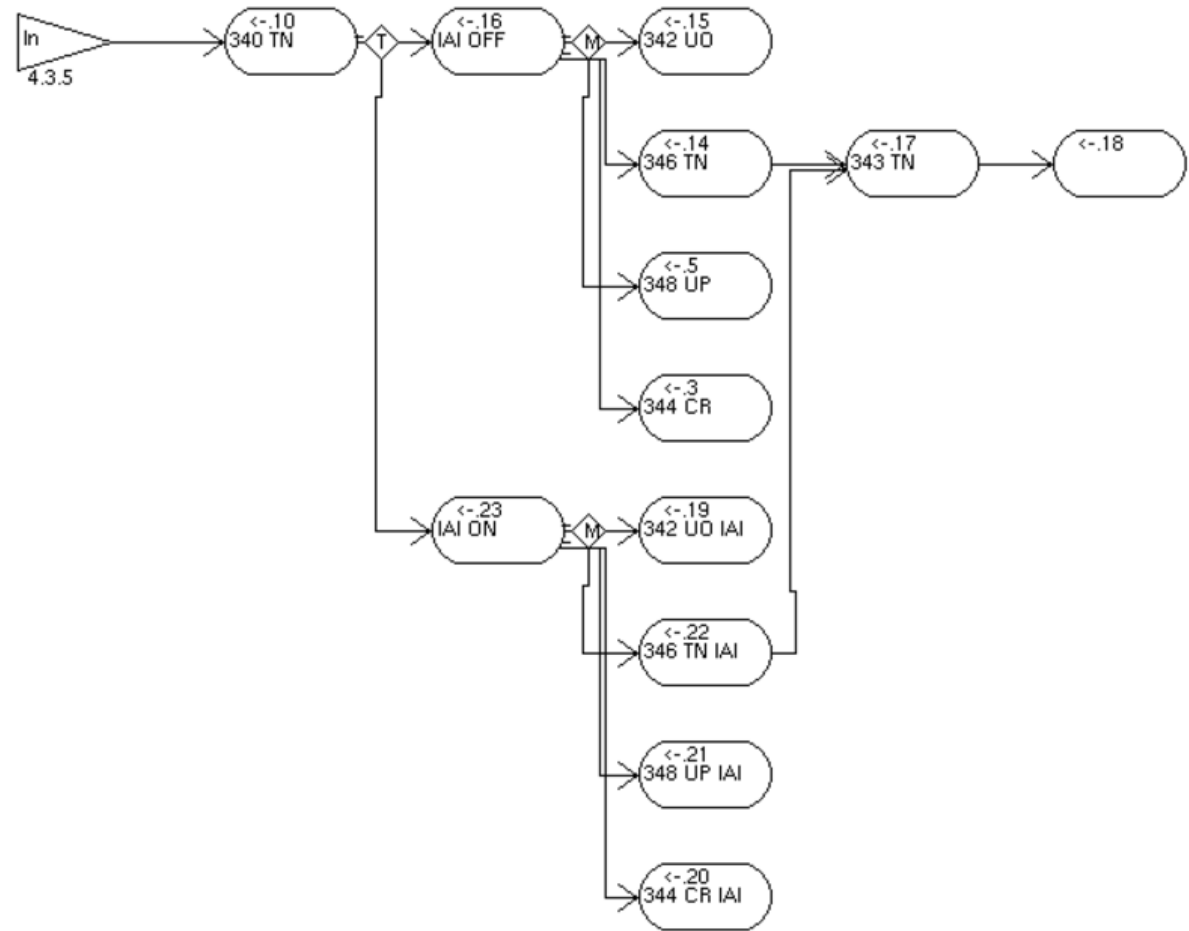 In
4.3.5
<-.10
340 TN
T
<-.16
IAI OFF
M
<-.15
342 UO
<-.14
346 TN
<-.17
343 TN
<-.18
<-.5
348 UP
<-.3
344 CR
<-.23
IAI ON
M
<-.19
342 UO IAI
<-.22
346 TN IAI
<-.21
348 UP IAI
<-.20
344 CR IAI